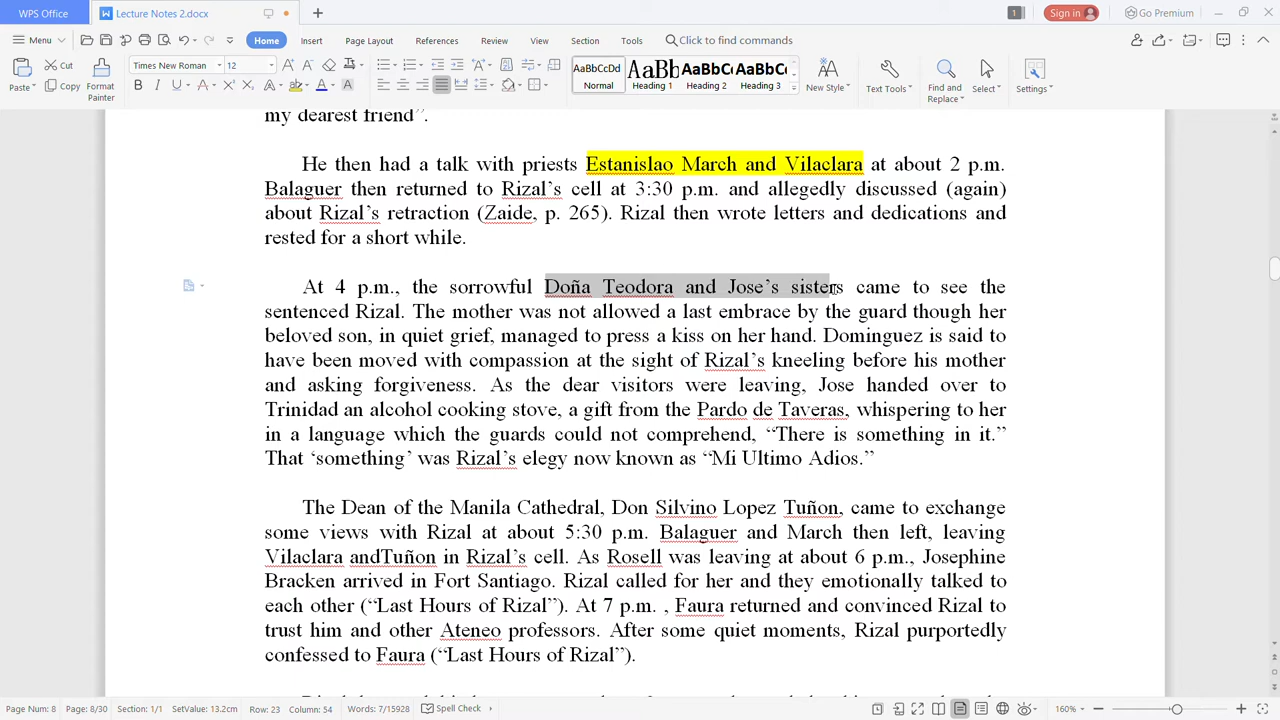 WPS Office
Lecture Notes 2.docx
1
Sign in
Go Premium
Menu
Home
Insert
Page Layout
References
Review
View
Section
Tools
Click to find commands
Paste
Cut
Copy
Format
Painter
Times New Roman
12
AaBbCcDd
Normal
AaBb
Heading 1
AaBbC
Heading 2
AaBbC
Heading 3
New Style
Text Tools
Find and
Replace
Select
Settings
my dearest friend”.
He then had a talk with priests Estanislao March and Vilaclara at about 2 p.m.
Balaguer then returned to Rizal’s cell at 3:30 p.m. and allegedly discussed (again)
about Rizal’s retraction (Zaide, p. 265). Rizal then wrote letters and dedications and
rested for a short while.
At 4 p.m., the sorrowful Doña Teodora and Jose’s sisters came to see the
sentenced Rizal. The mother was not allowed a last embrace by the guard though her
beloved son, in quiet grief, managed to press a kiss on her hand. Dominguez is said to
have been moved with compassion at the sight of Rizal’s kneeling before his mother
and asking forgiveness. As the dear visitors were leaving, Jose handed over to
Trinidad an alcohol cooking stove, a gift from the Pardo de Taveras, whispering to her
in a language which the guards could not comprehend, “There is something in it.”
That ‘something’ was Rizal’s elegy now known as “Mi Ultimo Adios.”
The Dean of the Manila Cathedral, Don Silvino Lopez Tuñon, came to exchange
some views with Rizal at about 5:30 p.m. Balaguer and March then left, leaving
Vilaclara andTuñon in Rizal’s cell. As Rosell was leaving at about 6 p.m., Josephine
Bracken arrived in Fort Santiago. Rizal called for her and they emotionally talked to
each other (“Last Hours of Rizal”). At 7 p.m. , Faura returned and convinced Rizal to
trust him and other Ateneo professors. After some quiet moments, Rizal purportedly
confessed to Faura (“Last Hours of Rizal”).
Page Num: 8
Page: 8/30
Section: 1/1
SetValue: 13.2cm
Row: 23
Column: 54
Words: 7/15928
Spell Check
160%